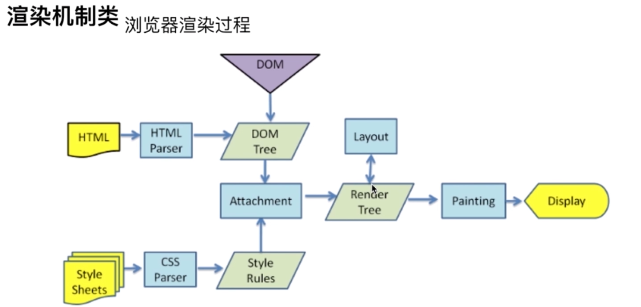 渲染机制类 浏览器渲染过程
DOM
HTML
HTML
Parser
DOM
Tree
Layout
Attachment
Render
Tree
Painting
Display
Style
Sheets
CSS
Parser
Style
Rules